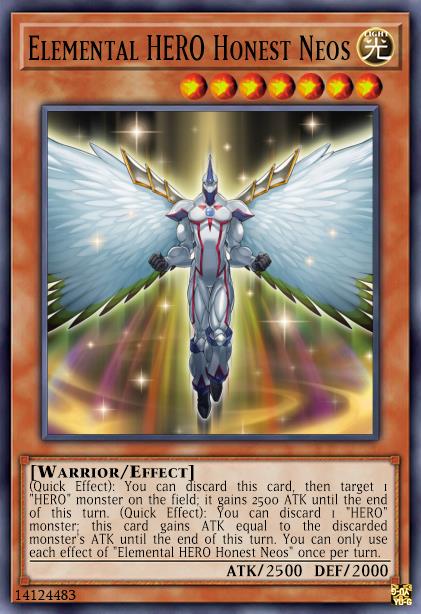 ELEMENTAL HERO HONEST NEOS
LIGHT
光
[WARRIOR/EFFECT]
(Quick Effect): You can discard this card, then target 1
"HERO" monster on the field; it gains 2500 ATK until the end
of this turn. (Quick Effect): You can discard 1 "HERO"
monster; this card gains ATK equal to the discarded
monster's ATK until the end of this turn. You can only use
each effect of "Elemental HERO Honest Neos" once per turn.
ATK/2500 DEF/2000
14124483